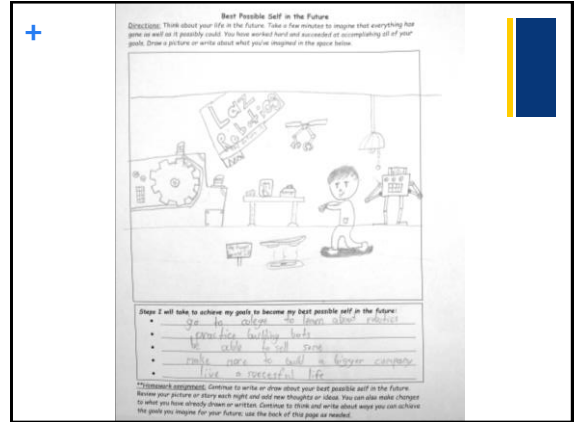 +
Best Possible Self in the Future
Directions: Think about your life in the future. Take a few minutes to imagine that everything has
gone as well as it possibly could. You have worked hard and succeeded at accomplishing all of your
goals. Draw a picture or write about what you've imagined in the space below.
Robotics
Steps I will take to achieve my goals to become my best possible self in the future:
• go to to about robotics
• practice building bots
• be able to sell some
• make more to build a bigger company
• live a life
**Homework assignment: Continue to write or draw about your best possible self in the future.
Review your picture or story each night and add new thoughts or ideas. You can also make changes
to what you have already drawn or written. Continue to think and write about ways you can achieve
the goals you imagine for your future; use the back of this page as needed.